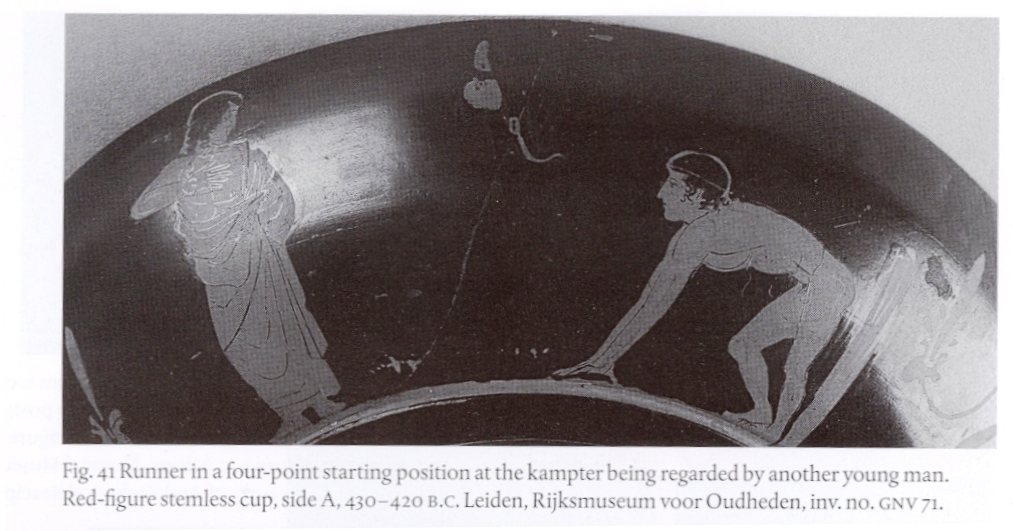 Fig. 41 Runner in a four-point starting position at the kampter being regarded by another young man.
Red-figure stemless cup, side A, 430–420 B.C. Leiden, Rijksmuseum voor Oudheden, inv. no. GNV 71.